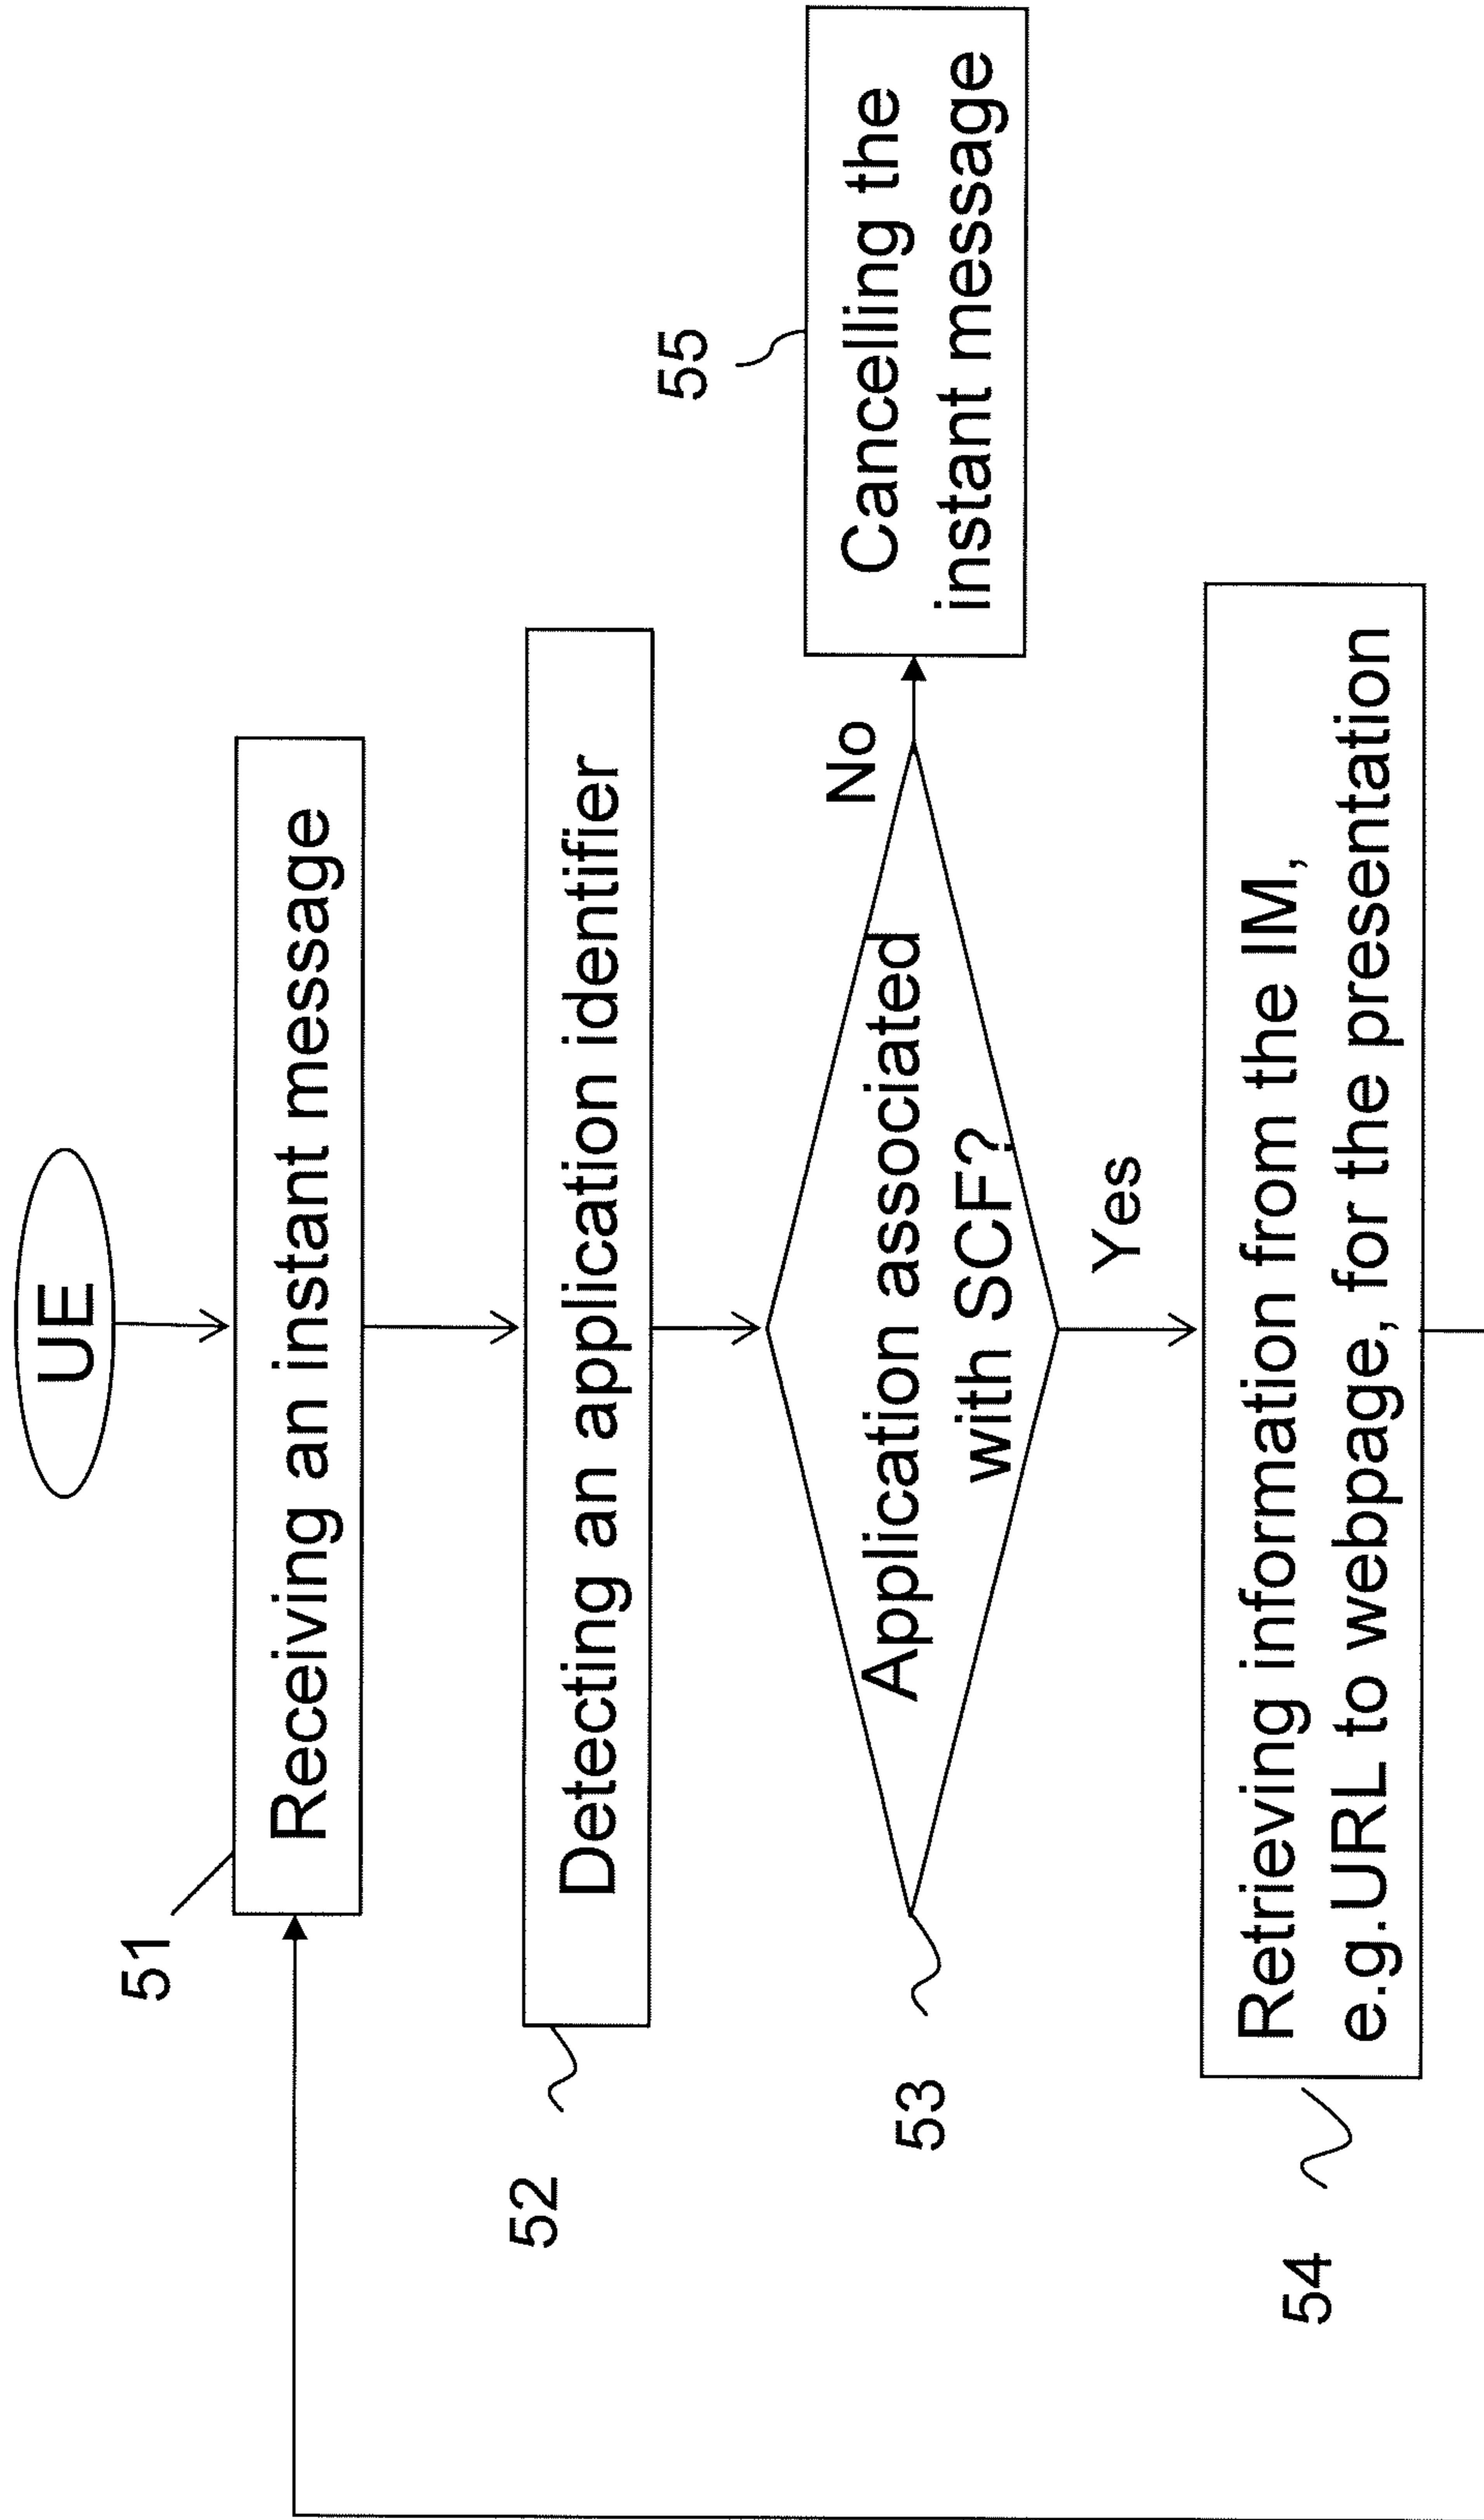 UE
51
Receiving an instant message
52
Detecting an application identifier
53
Application associated
with SCF?
No
55
Cancelling the
instant message
Yes
54
Retrieving information from the IM,
e.g.URL to webpage, for the presentation